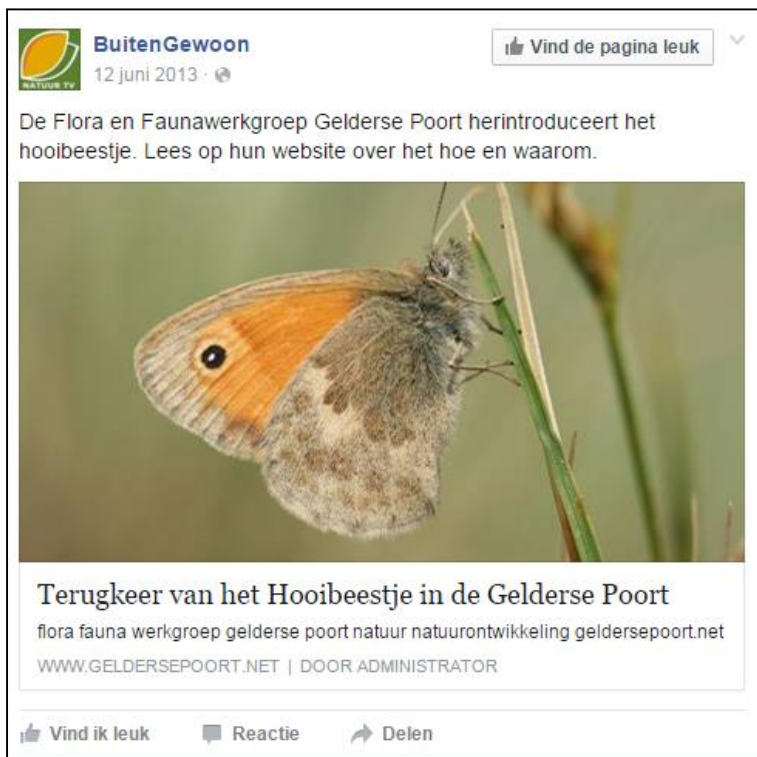 BuitenGewoon
12 juni 2013 ·
Vind de pagina leuk
NATUUR TV
De Flora en Faunawerkgroep Gelderse Poort herintroduceert het
hooibeestje. Lees op hun website over het hoe en waarom.
Terugkeer van het Hooibeestje in de Gelderse Poort
flora fauna werkgroep gelderse poort natuur natuurontwikkeling geldersepoort.net
WWW.GELDERSEPOORT.NET | DOOR ADMINISTRATOR
Vind ik leuk Reactie Delen